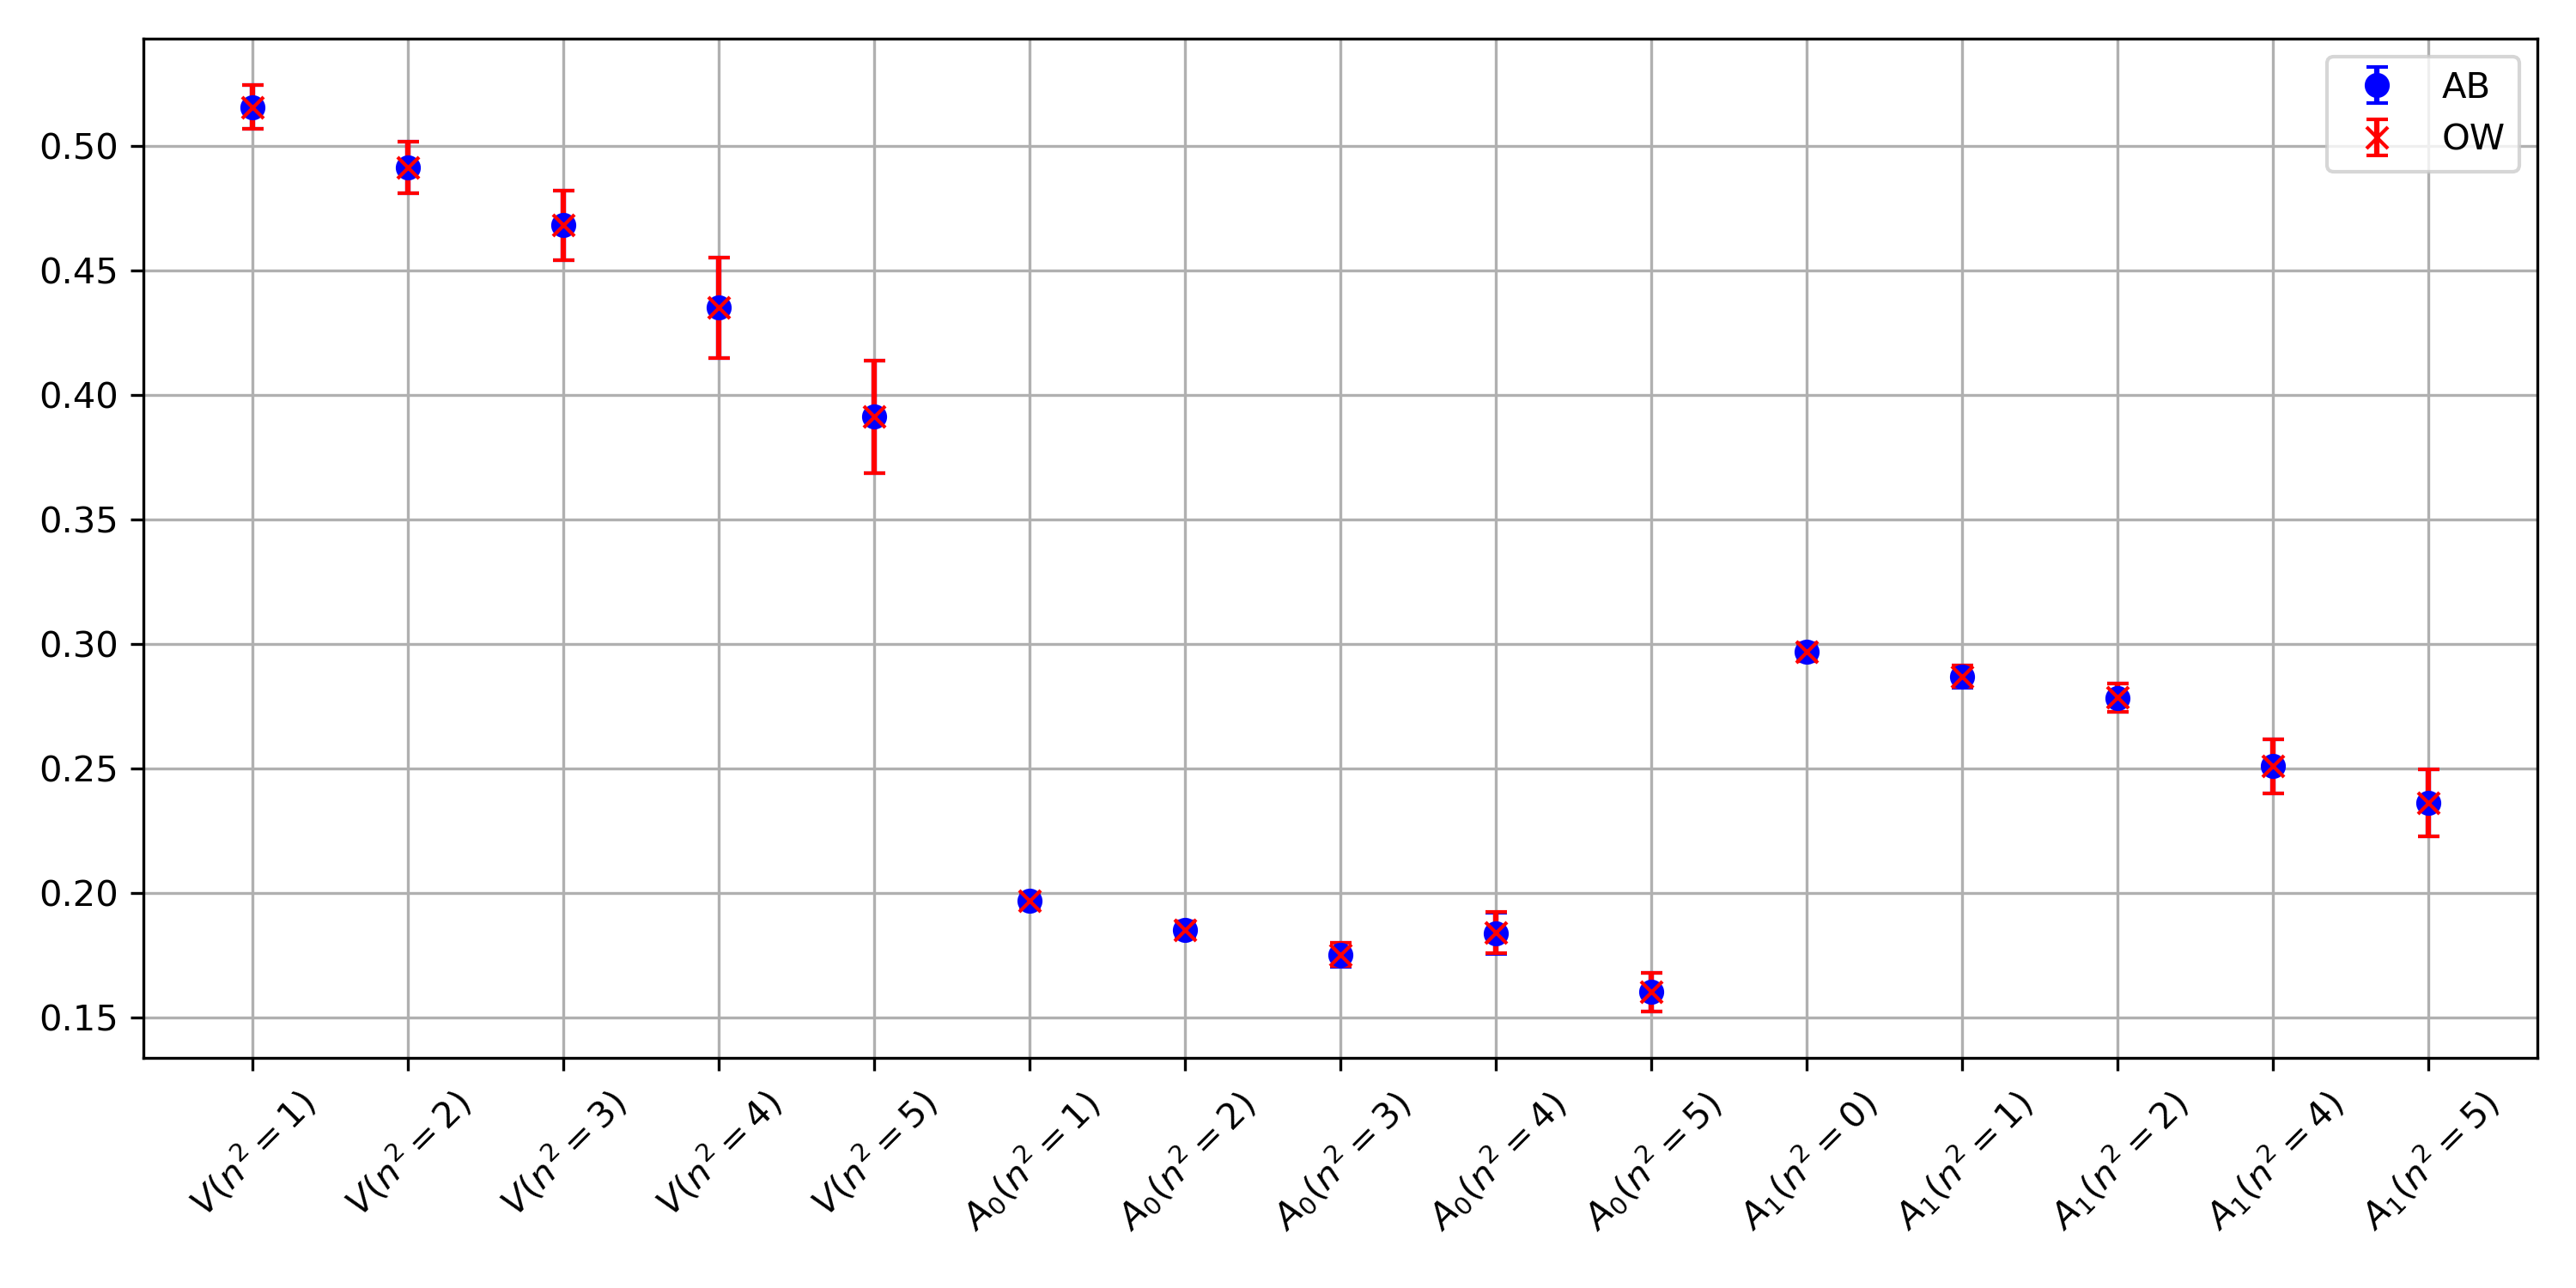 AB
OW
0.50
0.45
0.40
0.35
0.30
0.25
0.20
0.15
V(n²=1)
V(n²=2)
V(n²=3)
V(n²=4)
V(n²=5)
A₀(n²=1)
A₀(n²=2)
A₀(n²=3)
A₀(n²=4)
A₀(n²=5)
A₁(n²=0)
A₁(n²=1)
A₁(n²=2)
A₁(n²=4)
A₁(n²=5)